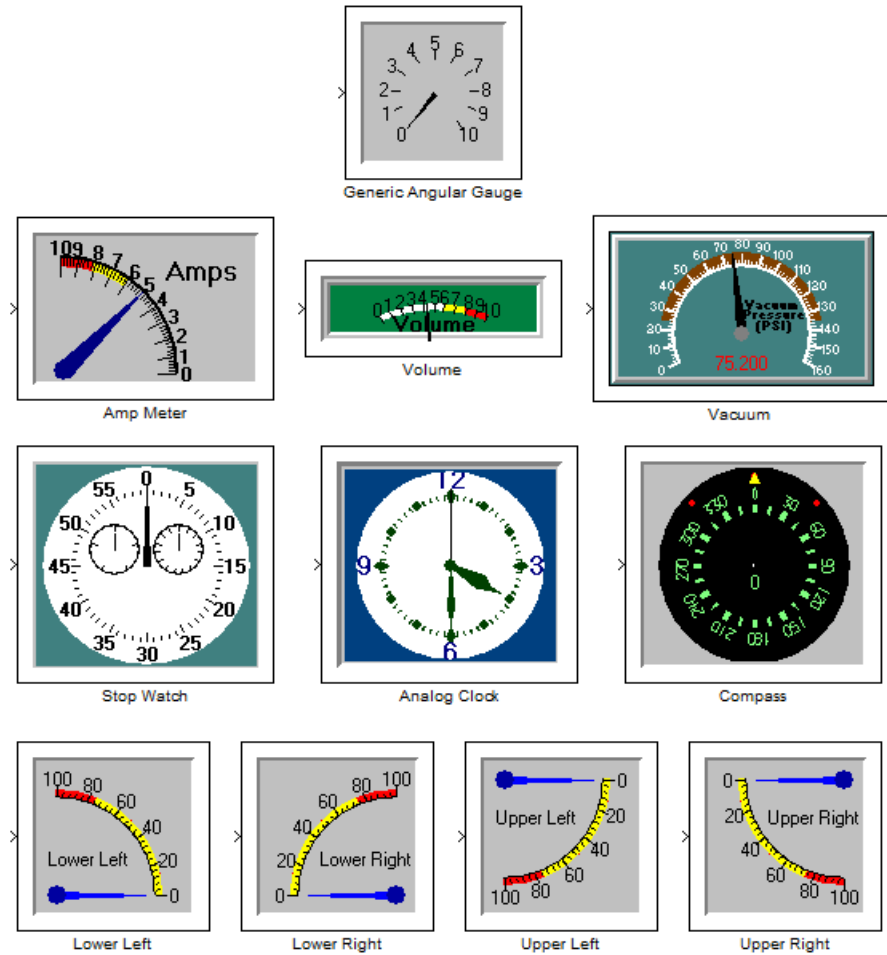 0 1 2 3 4 5 6 7 8 9 10
Generic Angular Gauge
109 8 7 6 5 4 3 2 1 0
Amps
Amp Meter
0 1 2 3 4 5 6 7 8 9 10
Volume
Volume
0 10 20 30 40 50 60 70 80 90 100 110 120 130 140 150 160
Vacuum
Pressure
(PSI)
75.200
Vacuum
0 5 10 15 20 25 30 35 40 45 50 55
Stop Watch
12 3 6 9
Analog Clock
0 30 60 90 120 150 180 210 240 270 300 330
0
Compass
100 80 60 40 20 0
Lower Left
Lower Left
100 80 60 40 20 0
Lower Right
Lower Right
0 20 40 60 80 100
Upper Left
Upper Left
0 20 40 60 80 100
Upper Right
Upper Right